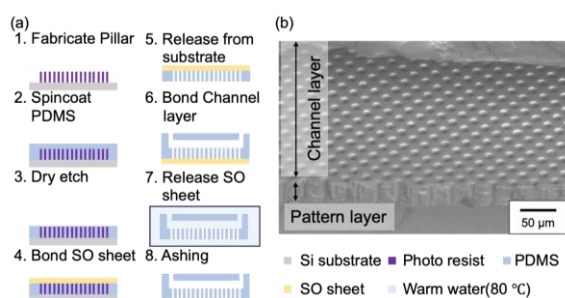 (a)
1. Fabricate Pillar
2. Spincoat
PDMS
3. Dry etch
4. Bond SO sheet
5. Release from
substrate
6. Bond Channel
layer
7. Release SO
sheet
8. Ashing
(b)
Channel layer
Pattern layer
50 μm
Si substrate
Photo resist
PDMS
SO sheet
Warm water(80 ℃)